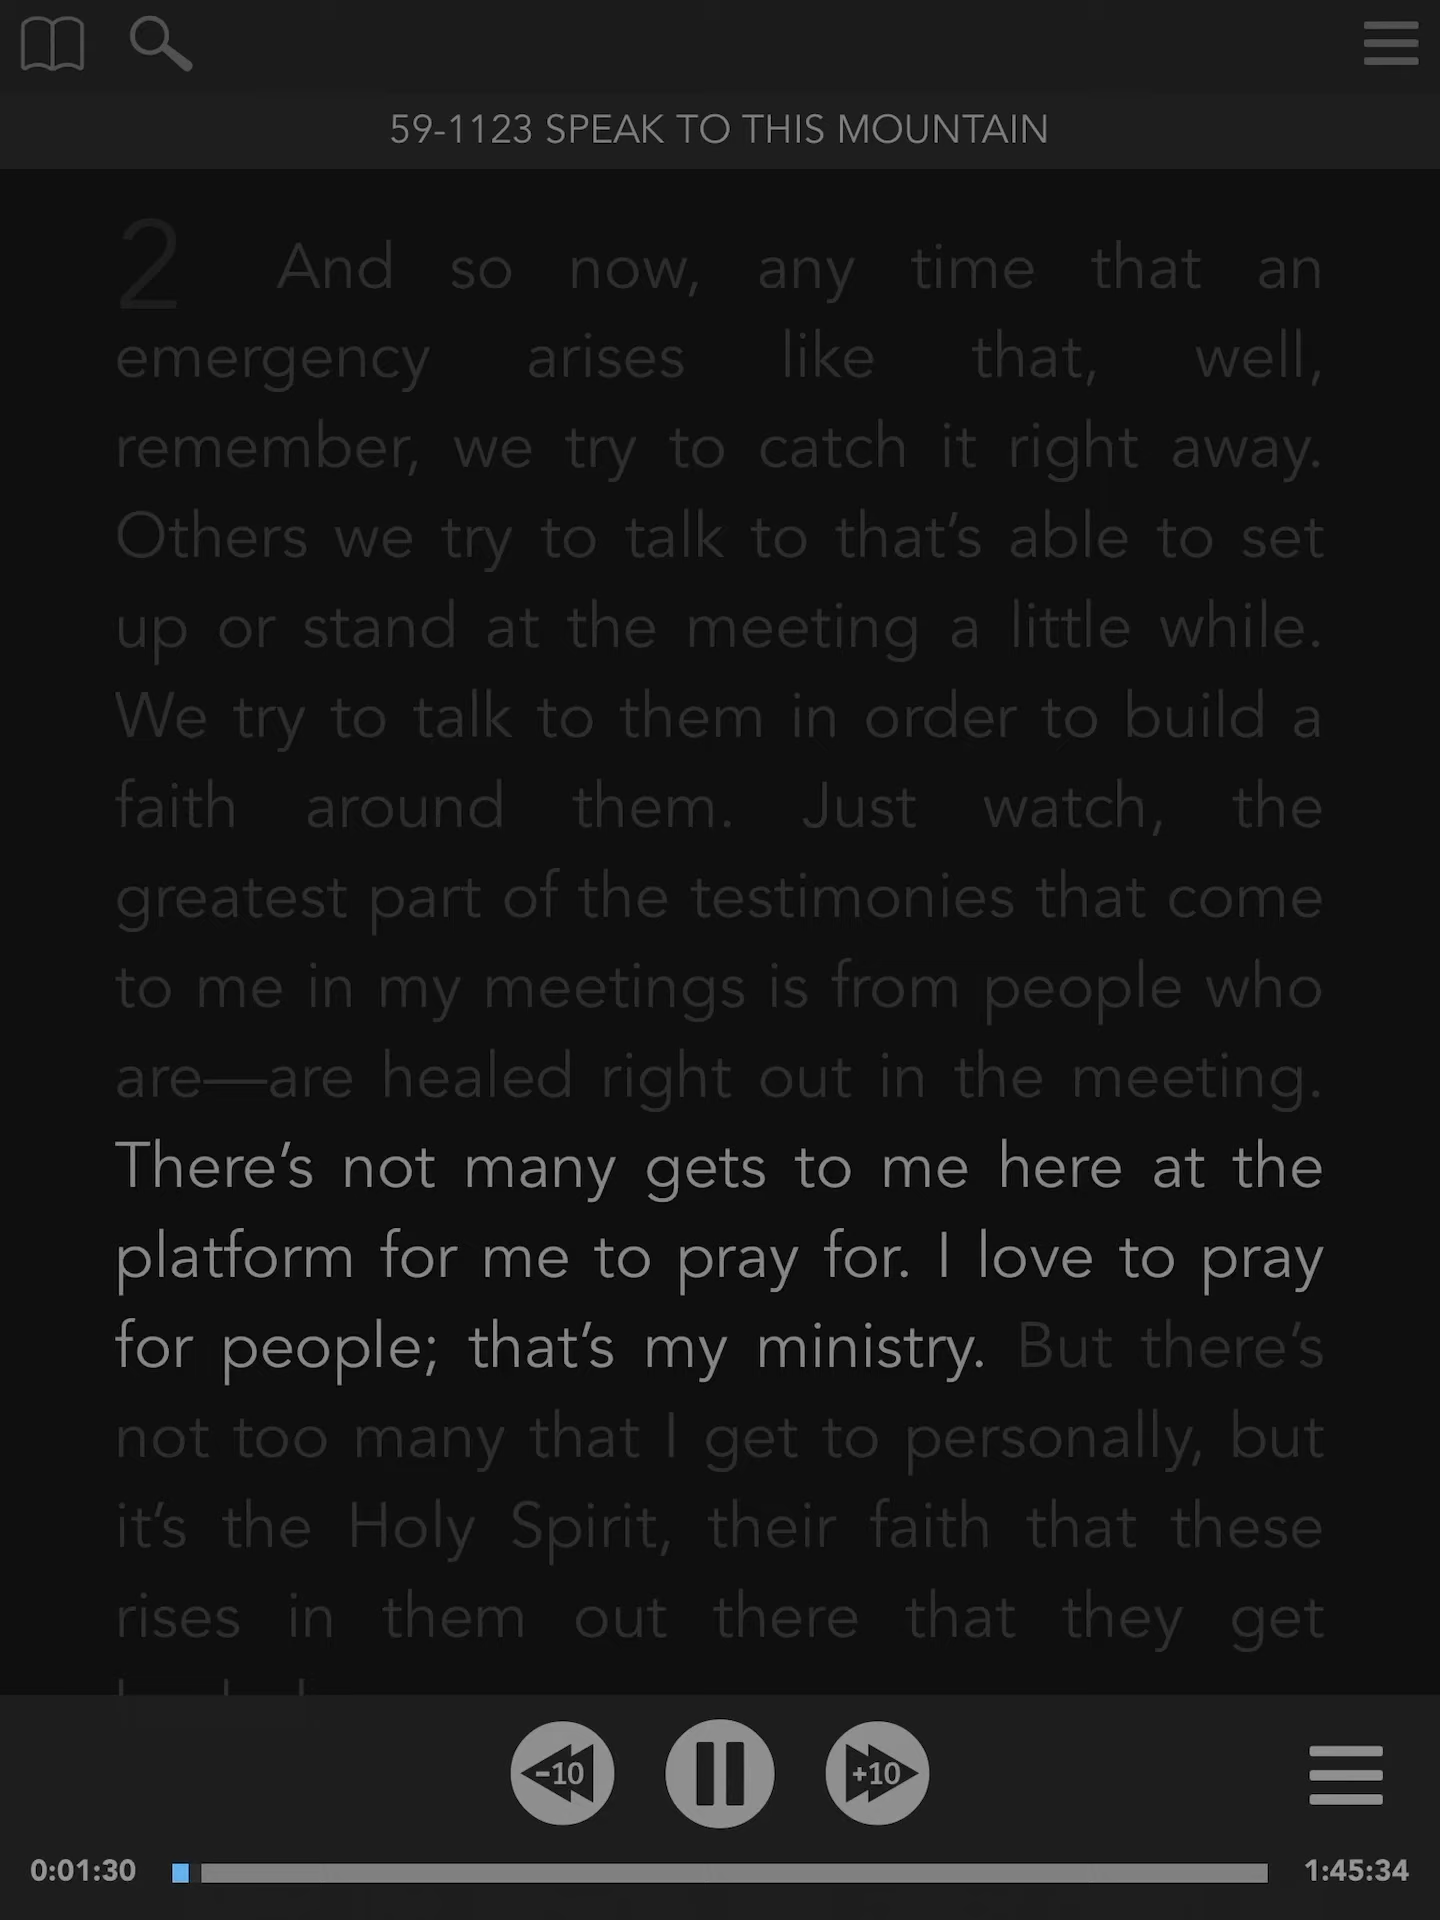 59-1123 SPEAK TO THIS MOUNTAIN
2 And so now, any time that an
emergency arises like that, well,
remember, we try to catch it right away.
Others we try to talk to that’s able to set
up or stand at the meeting a little while.
We try to talk to them in order to build a
faith around them. Just watch, the
greatest part of the testimonies that come
to me in my meetings is from people who
are—are healed right out in the meeting.
There’s not many gets to me here at the
platform for me to pray for. I love to pray
for people; that’s my ministry. But there’s
not too many that I get to personally, but
it’s the Holy Spirit, their faith that these
rises in them out there that they get
-10 +10
0:01:30 1:45:34